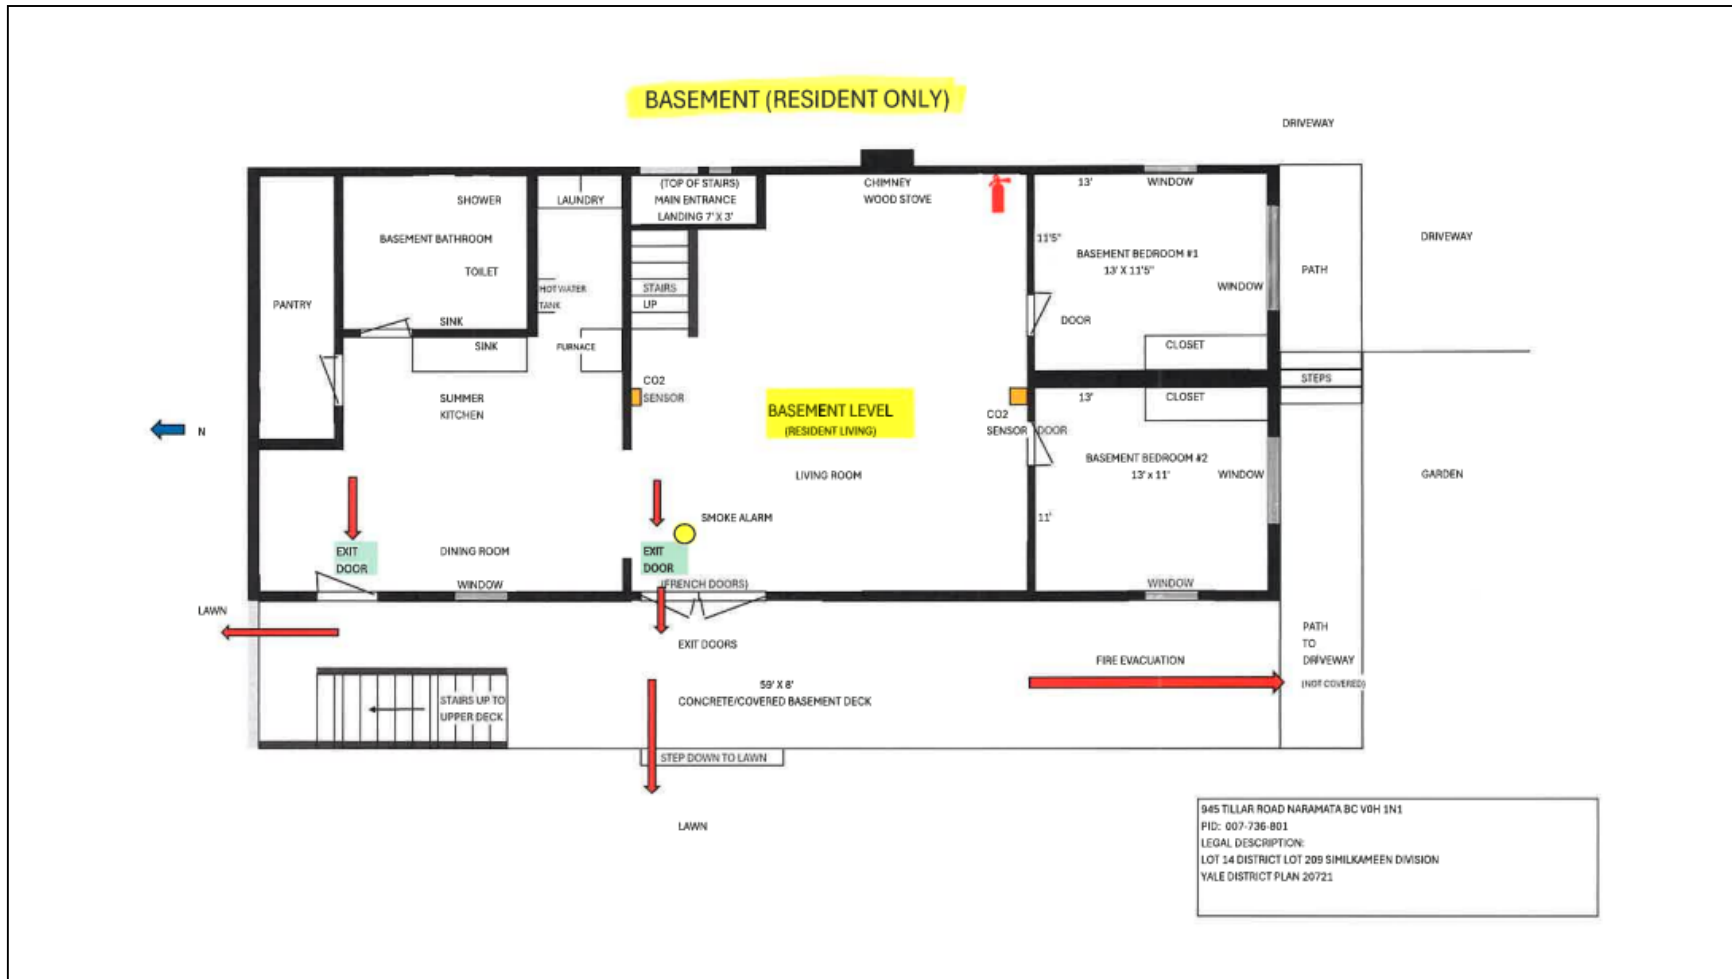 BASEMENT (RESIDENT ONLY)
DRIVEWAY
(TOP OF STAIRS)
MAIN ENTRANCE
LANDING 7' X 3'
CHIMNEY
WOOD STOVE
13'
WINDOW
SHOWER
LAUNDRY
BASEMENT BATHROOM
TOILET
11'5"
BASEMENT BEDROOM #1
13' X 11'5"
DRIVEWAY
PATH
PANTRY
HOT WATER
TANK
STAIRS
UP
WINDOW
DOOR
SINK
SINK
FURNACE
CLOSET
STEPS
CO2
SENSOR
SUMMER
KITCHEN
BASEMENT LEVEL
(RESIDENT LIVING)
CO2
SENSOR
DOOR
13'
CLOSET
N
BASEMENT BEDROOM #2
13' x 11'
WINDOW
GARDEN
LIVING ROOM
11'
SMOKE ALARM
EXIT
DOOR
DINING ROOM
EXIT
DOOR
WINDOW
(FRENCH DOORS)
WINDOW
LAWN
EXIT DOORS
FIRE EVACUATION
PATH
TO
DRIVEWAY
(NOT COVERED)
59' X 8'
CONCRETE/COVERED BASEMENT DECK
STAIRS UP TO
UPPER DECK
STEP DOWN TO LAWN
LAWN
945 TILLAR ROAD NARAMATA BC V0H 1N1
PID: 007-736-801
LEGAL DESCRIPTION:
LOT 14 DISTRICT LOT 209 SIMILKAMEEN DIVISION
YALE DISTRICT PLAN 20721